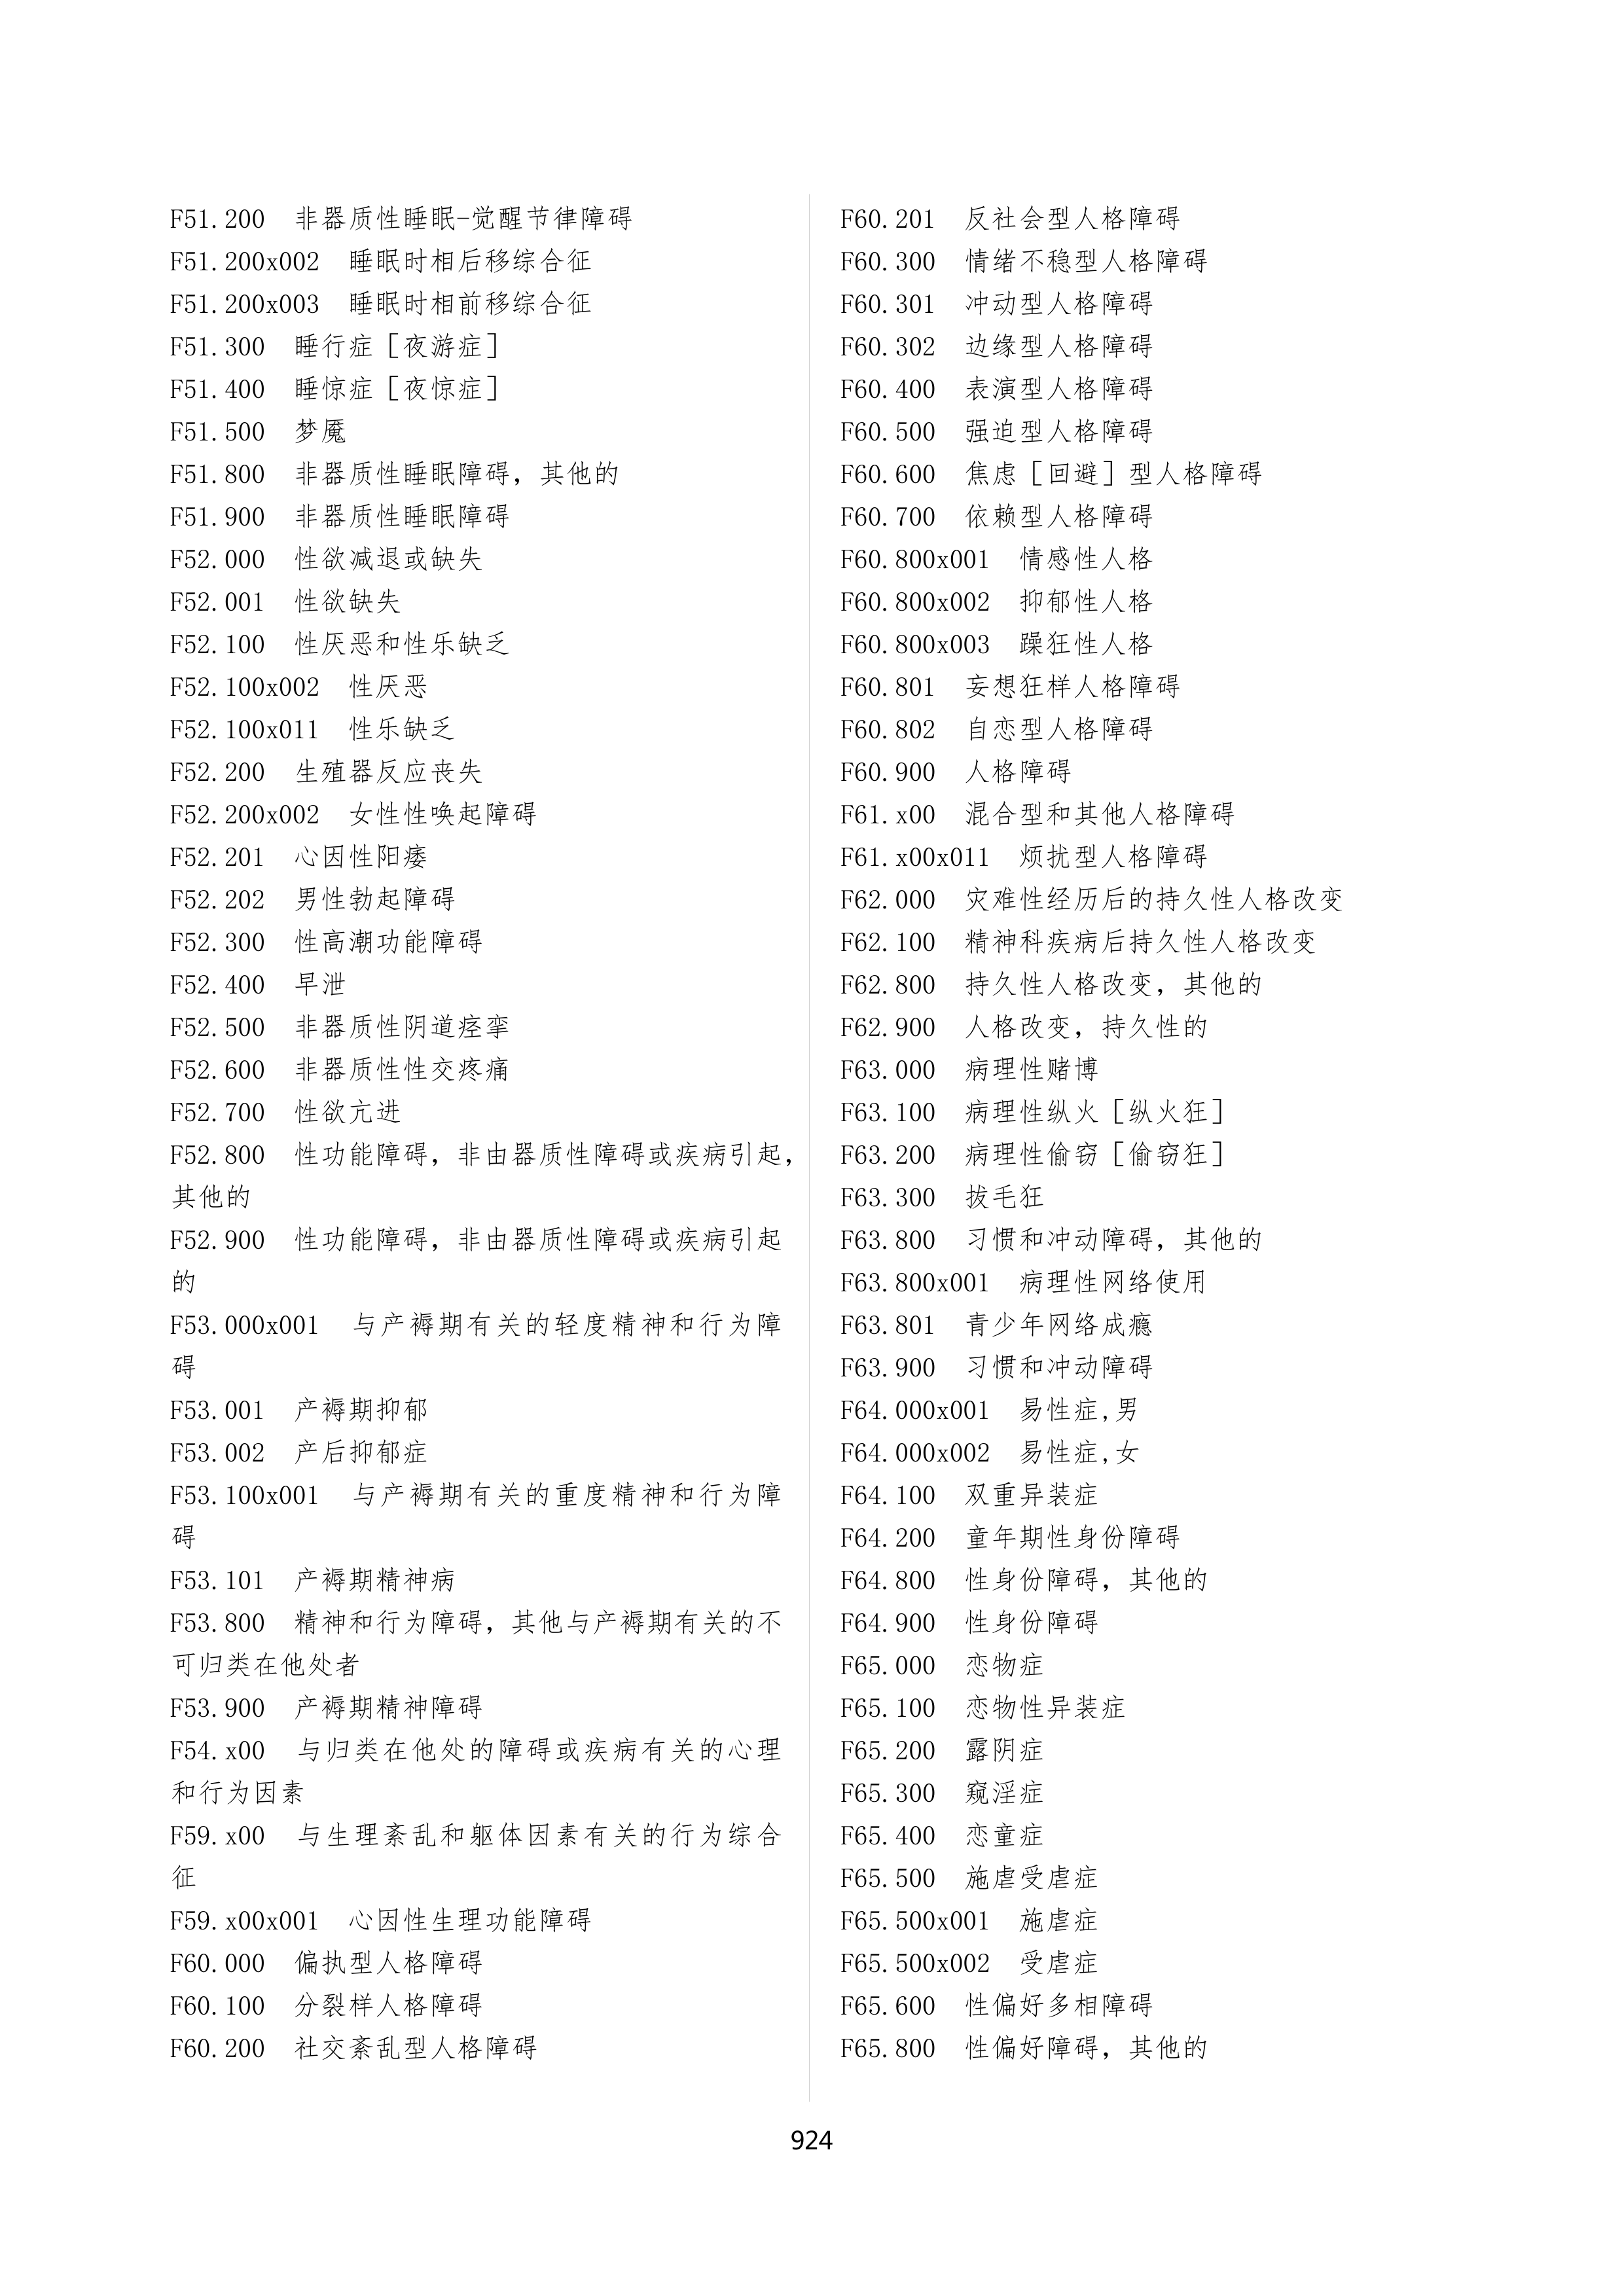 F51.200 非器质性睡眠-觉醒节律障碍
F51.200x002 睡眠时相后移综合征
F51.200x003 睡眠时相前移综合征
F51.300 睡行症［夜游症］
F51.400 睡惊症［夜惊症］
F51.500 梦魇
F51.800 非器质性睡眠障碍，其他的
F51.900 非器质性睡眠障碍
F52.000 性欲减退或缺失
F52.001 性欲缺失
F52.100 性厌恶和性乐缺乏
F52.100x002 性厌恶
F52.100x011 性乐缺乏
F52.200 生殖器反应丧失
F52.200x002 女性性唤起障碍
F52.201 心因性阳痿
F52.202 男性勃起障碍
F52.300 性高潮功能障碍
F52.400 早泄
F52.500 非器质性阴道痉挛
F52.600 非器质性性交疼痛
F52.700 性欲亢进
F52.800 性功能障碍，非由器质性障碍或疾病引起，
其他的
F52.900 性功能障碍，非由器质性障碍或疾病引起
的
F53.000x001 与产褥期有关的轻度精神和行为障
碍
F53.001 产褥期抑郁
F53.002 产后抑郁症
F53.100x001 与产褥期有关的重度精神和行为障
碍
F53.101 产褥期精神病
F53.800 精神和行为障碍，其他与产褥期有关的不
可归类在他处者
F53.900 产褥期精神障碍
F54.x00 与归类在他处的障碍或疾病有关的心理
和行为因素
F59.x00 与生理紊乱和躯体因素有关的行为综合
征
F59.x00x001 心因性生理功能障碍
F60.000 偏执型人格障碍
F60.100 分裂样人格障碍
F60.200 社交紊乱型人格障碍
F60.201 反社会型人格障碍
F60.300 情绪不稳型人格障碍
F60.301 冲动型人格障碍
F60.302 边缘型人格障碍
F60.400 表演型人格障碍
F60.500 强迫型人格障碍
F60.600 焦虑［回避］型人格障碍
F60.700 依赖型人格障碍
F60.800x001 情感性人格
F60.800x002 抑郁性人格
F60.800x003 躁狂性人格
F60.801 妄想狂样人格障碍
F60.802 自恋型人格障碍
F60.900 人格障碍
F61.x00 混合型和其他人格障碍
F61.x00x011 烦扰型人格障碍
F62.000 灾难性经历后的持久性人格改变
F62.100 精神科疾病后持久性人格改变
F62.800 持久性人格改变，其他的
F62.900 人格改变，持久性的
F63.000 病理性赌博
F63.100 病理性纵火［纵火狂］
F63.200 病理性偷窃［偷窃狂］
F63.300 拔毛狂
F63.800 习惯和冲动障碍，其他的
F63.800x001 病理性网络使用
F63.801 青少年网络成瘾
F63.900 习惯和冲动障碍
F64.000x001 易性症,男
F64.000x002 易性症,女
F64.100 双重异装症
F64.200 童年期性身份障碍
F64.800 性身份障碍，其他的
F64.900 性身份障碍
F65.000 恋物症
F65.100 恋物性异装症
F65.200 露阴症
F65.300 窥淫症
F65.400 恋童症
F65.500 施虐受虐症
F65.500x001 施虐症
F65.500x002 受虐症
F65.600 性偏好多相障碍
F65.800 性偏好障碍，其他的
924